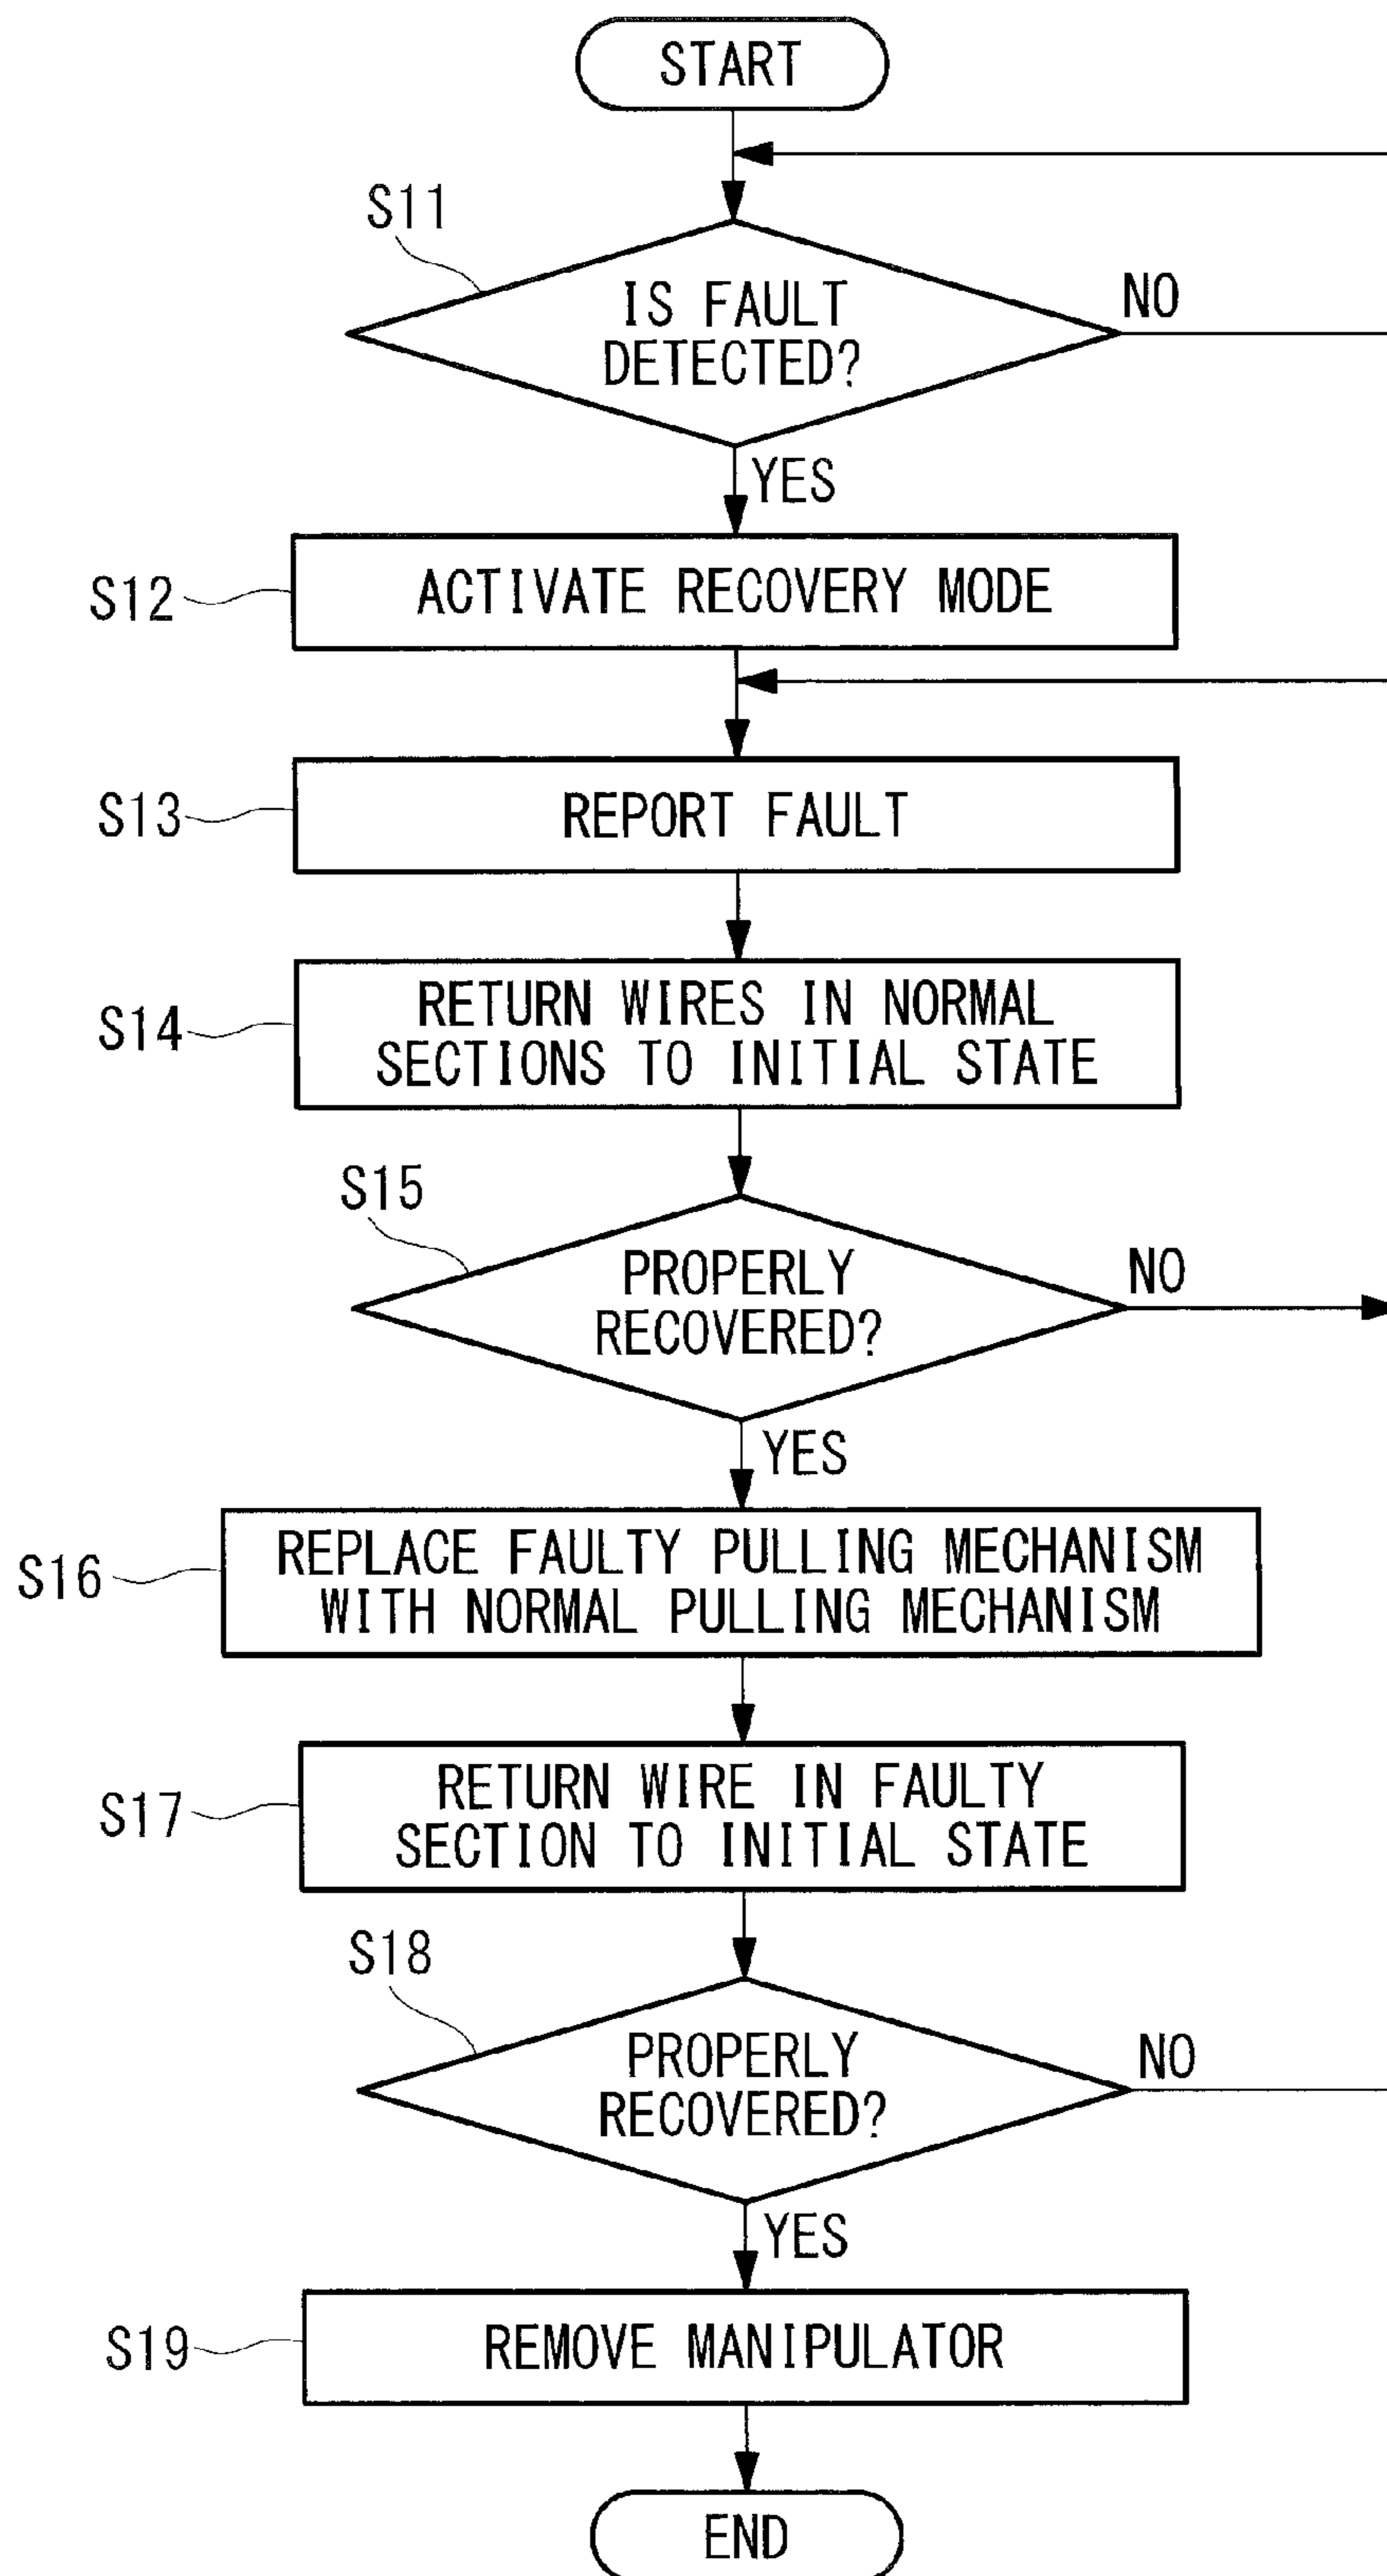 START
S11
IS FAULT
DETECTED?
NO
YES
S12
ACTIVATE RECOVERY MODE
S13
REPORT FAULT
S14
RETURN WIRES IN NORMAL
SECTIONS TO INITIAL STATE
S15
PROPERLY
RECOVERED?
NO
YES
S16
REPLACE FAULTY PULLING MECHANISM
WITH NORMAL PULLING MECHANISM
S17
RETURN WIRE IN FAULTY
SECTION TO INITIAL STATE
S18
PROPERLY
RECOVERED?
NO
YES
S19
REMOVE MANIPULATOR
END